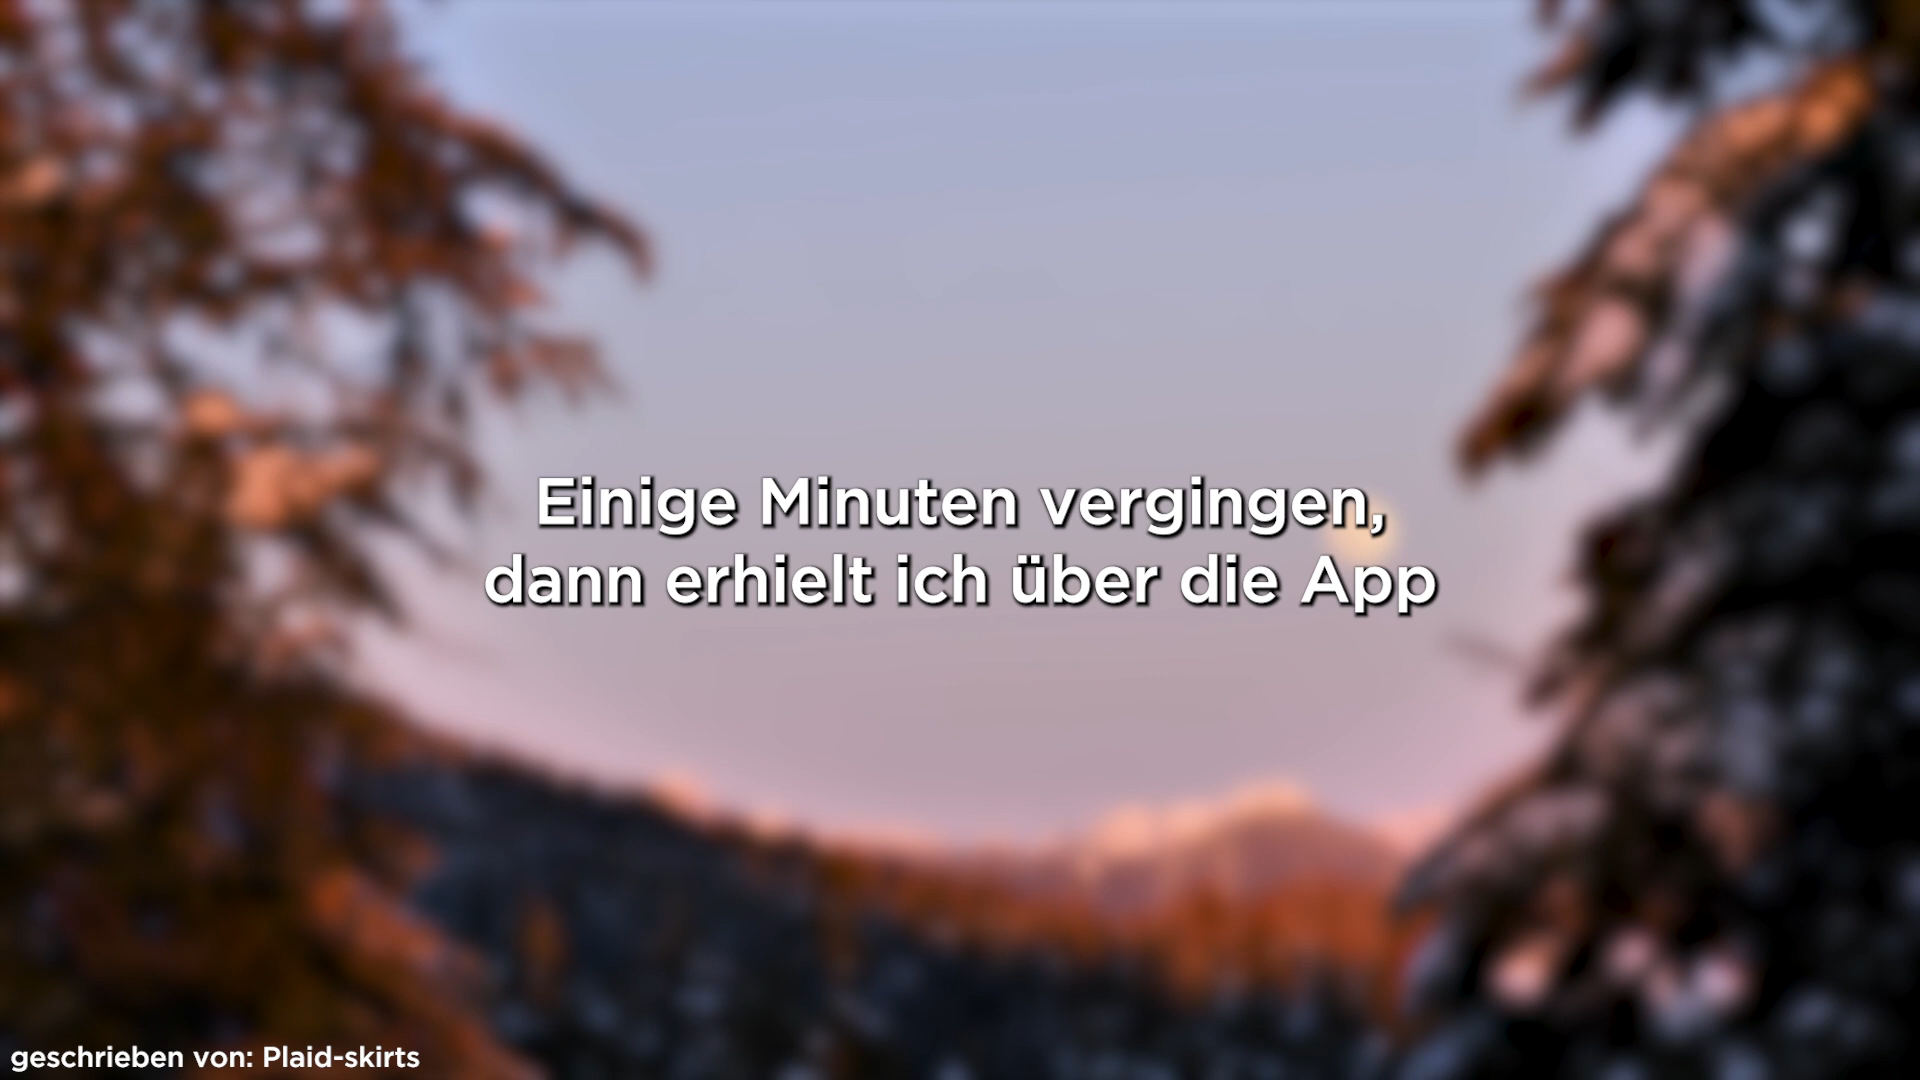 Einige Minuten vergingen,
dann erhielt ich über die App
geschrieben von: Plaid-skirts